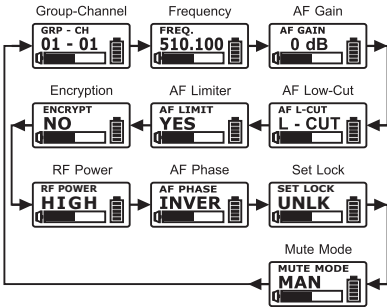 Group-Channel Frequency AF Gain
GRP - CH FREQ. AF GAIN
01 - 01 510.100 0 dB
Encryption AF Limiter AF Low-Cut
ENCRYPT AF LIMIT AF L-CUT
NO YES L - CUT
RF Power AF Phase Set Lock
RF POWER AF PHASE SET LOCK
HIGH INVER UNLK
Mute Mode
MUTE MODE
MAN